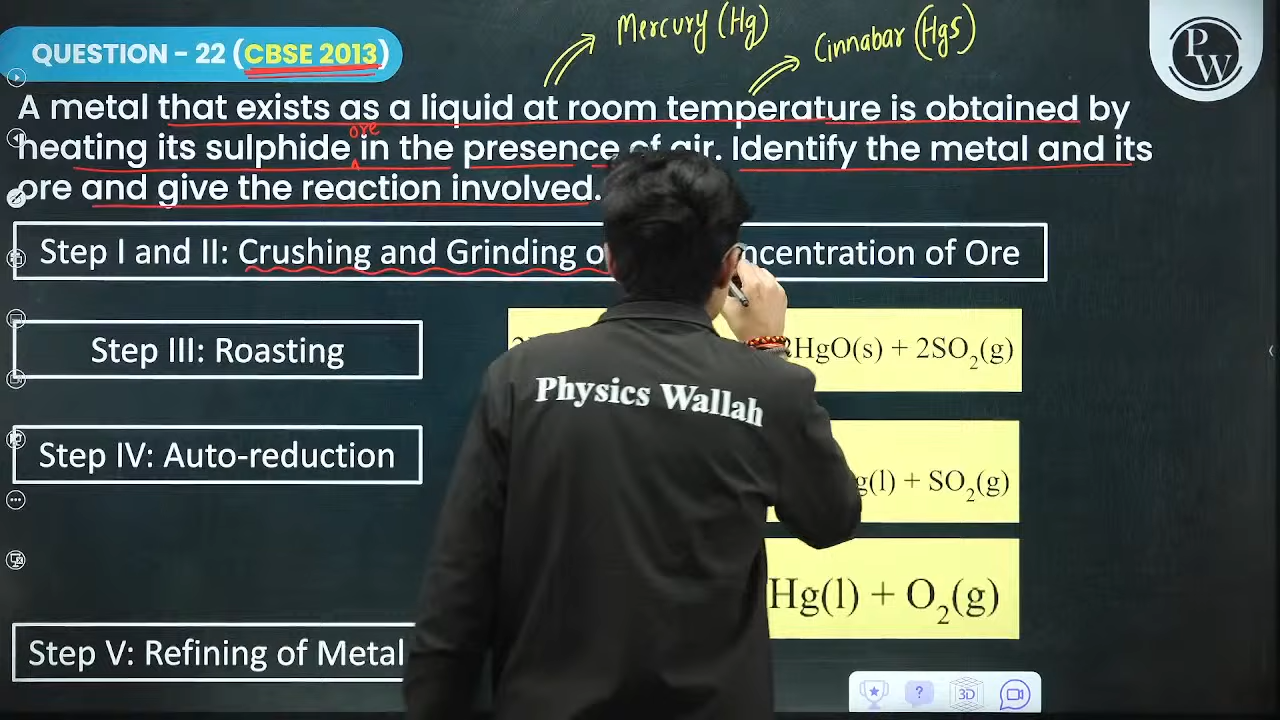 Mercury (Hg)
Cinnabar (HgS)
QUESTION - 22 (CBSE 2013)
PW
A metal that exists as a liquid at room temperature is obtained by
heating its sulphide ore in the presence of air. Identify the metal and its
ore and give the reaction involved.
Step I and II: Crushing and Grinding o ncentration of Ore
Step III: Roasting
2HgO(s) + 2SO₂(g)
Physics Wallah
Step IV: Auto-reduction
g(l) + SO₂(g)
Hg(l) + O₂(g)
Step V: Refining of Metal
?
3D